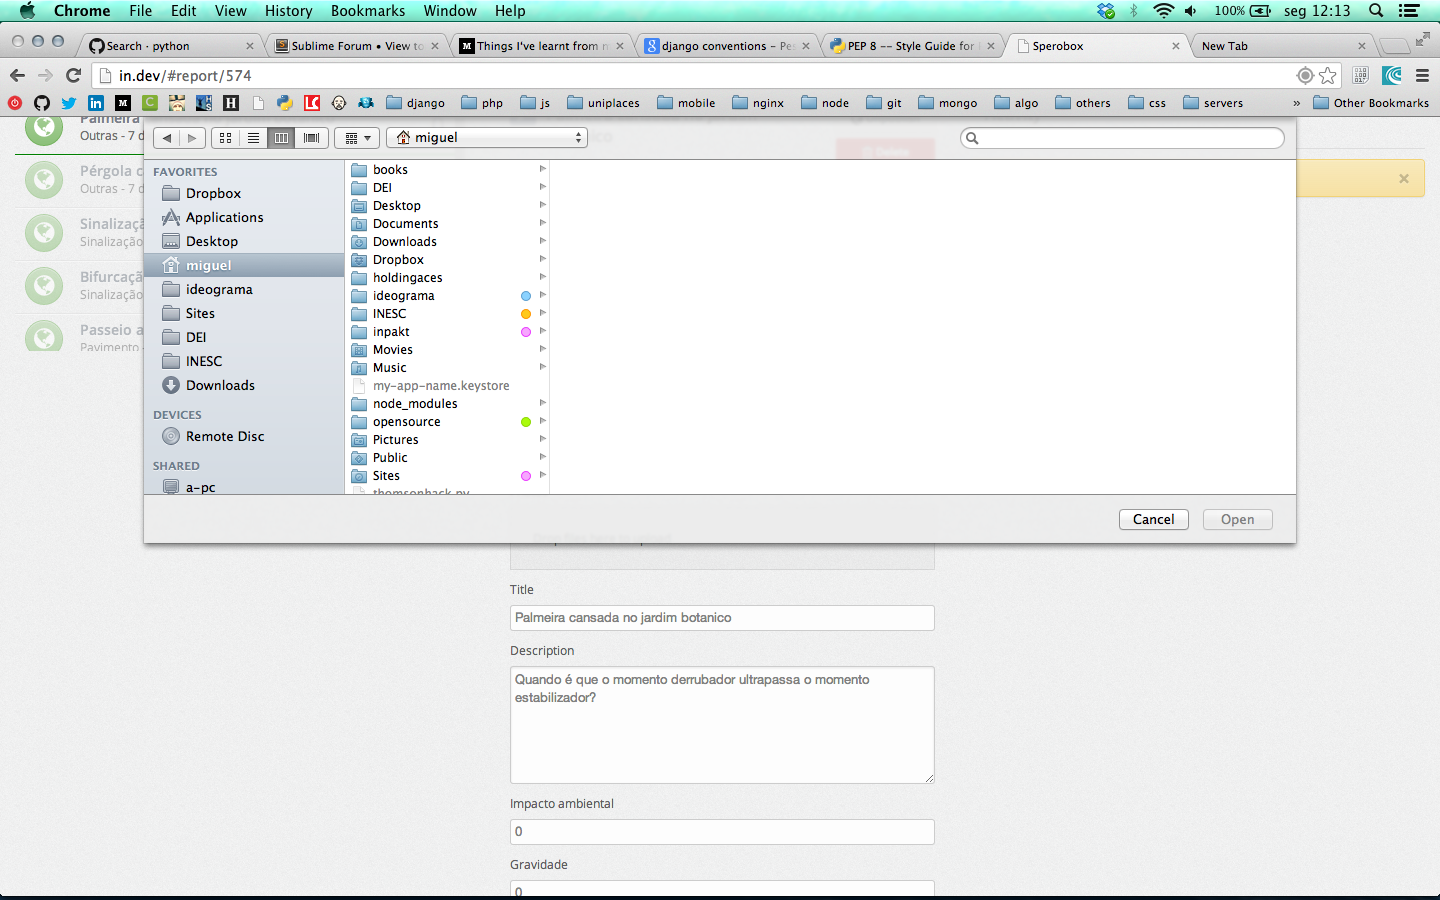 Chrome File Edit View History Bookmarks Window Help 100% seg 12:13
Search · python Sublime Forum • View to Things I've learnt from django conventions – Pes PEP 8 -- Style Guide for Sperobox New Tab
in.dev/#report/574
django php js uniplaces mobile nginx node git mongo algo others css servers » Other Bookmarks
Palmeira
Outras - 7 d
Pérgola
Outras - 7 d
Sinalizaç
Sinalização
Bifurcaçã
Sinalização
Passeio a
Pavimento
miguel
FAVORITES
Dropbox
Applications
Desktop
miguel
ideograma
Sites
DEI
INESC
Downloads
DEVICES
Remote Disc
SHARED
a-pc
books
DEI
Desktop
Documents
Downloads
Dropbox
holdingaces
ideograma
INESC
inpakt
Movies
Music
my-app-name.keystore
node_modules
opensource
Pictures
Public
Sites
thomsonhack.py
Cancel Open
Title
Palmeira cansada no jardim botanico
Description
Quando é que o momento derrubador ultrapassa o momento
estabilizador?
Impacto ambiental
0
Gravidade
0